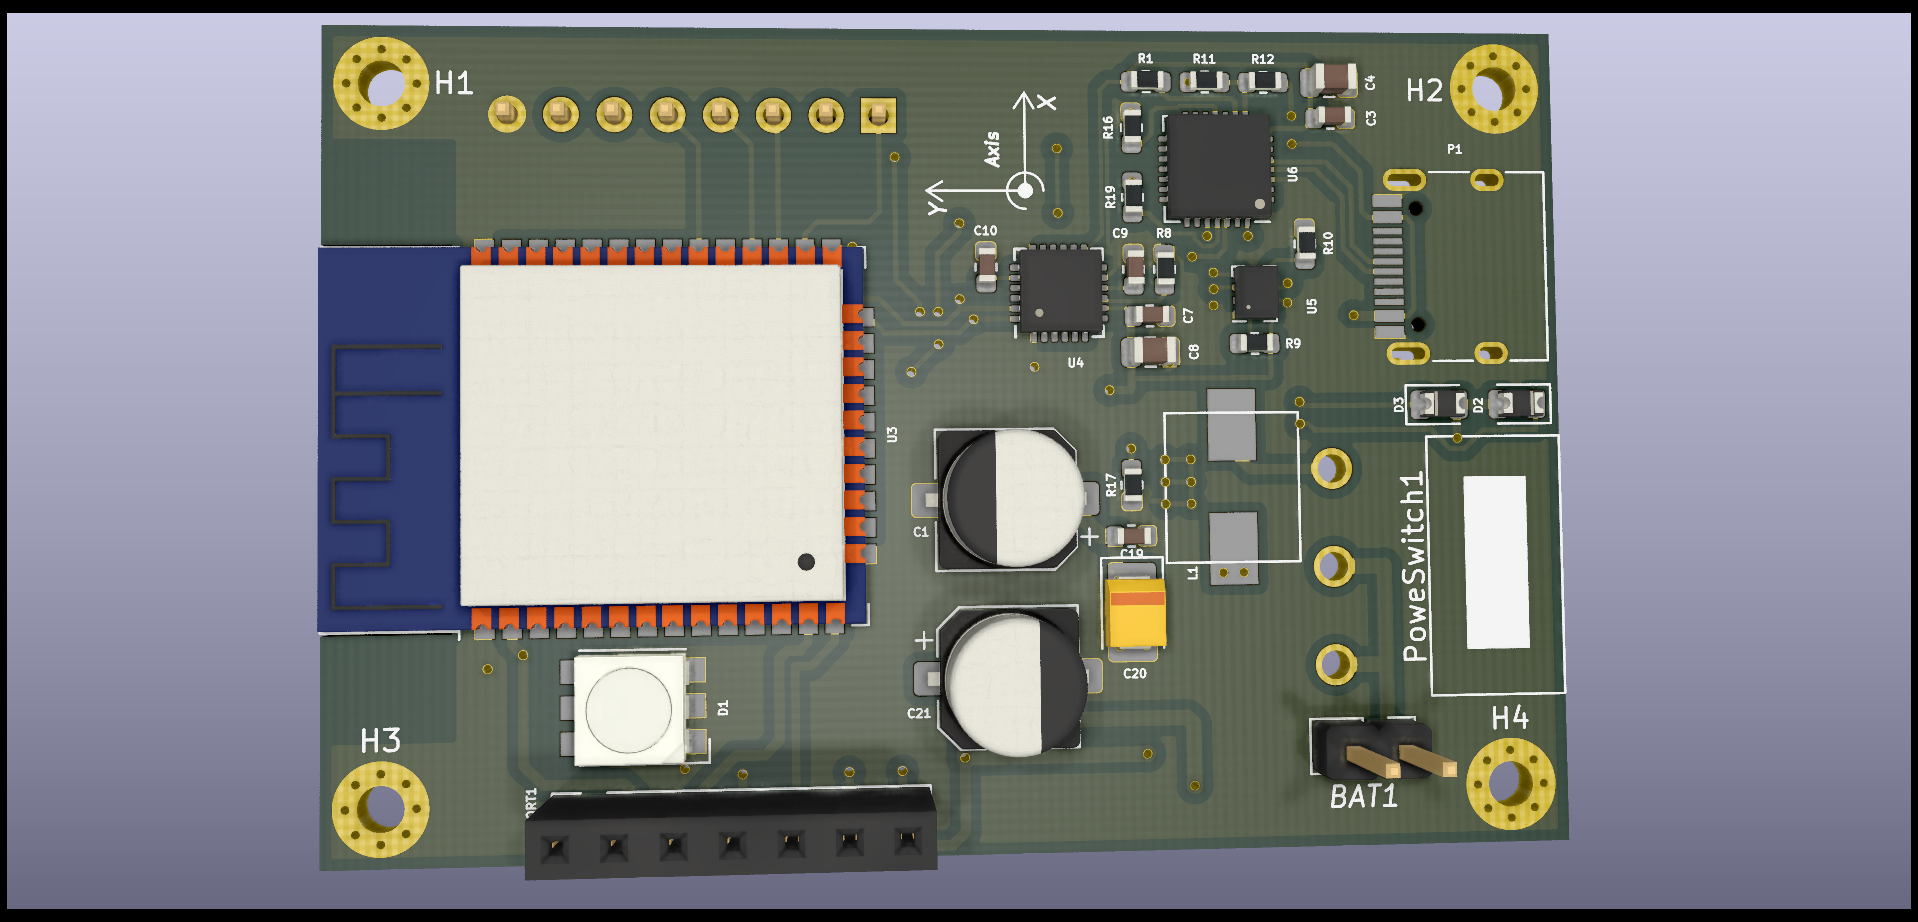 H1
R1
R11
R12
C4
H2
C3
X
R16
Axis
P1
U6
Y
R19
C10
C9
R8
R10
U5
C7
U4
C8
R9
D3
D2
U3
R17
C1
+
C19
L1
PoweSwitch1
+
C20
C21
D1
H3
H4
BAT1